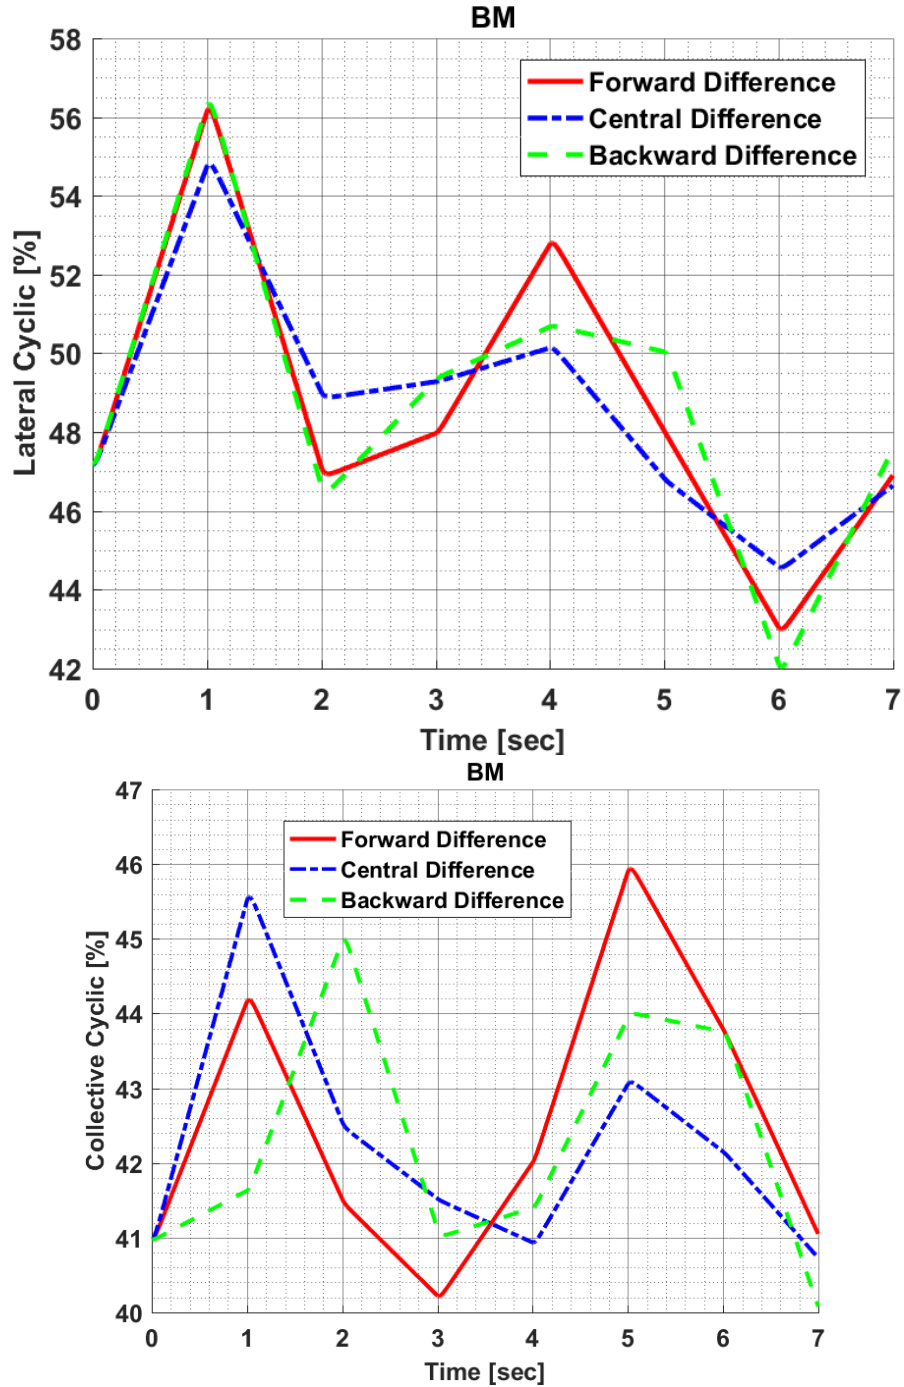 BM
58
56
54
52
50
48
46
44
42
Lateral Cyclic [%]
Forward Difference
Central Difference
Backward Difference
0 1 2 3 4 5 6 7
Time [sec]
BM
47
46
45
44
43
42
41
40
Collective Cyclic [%]
Forward Difference
Central Difference
Backward Difference
0 1 2 3 4 5 6 7
Time [sec]